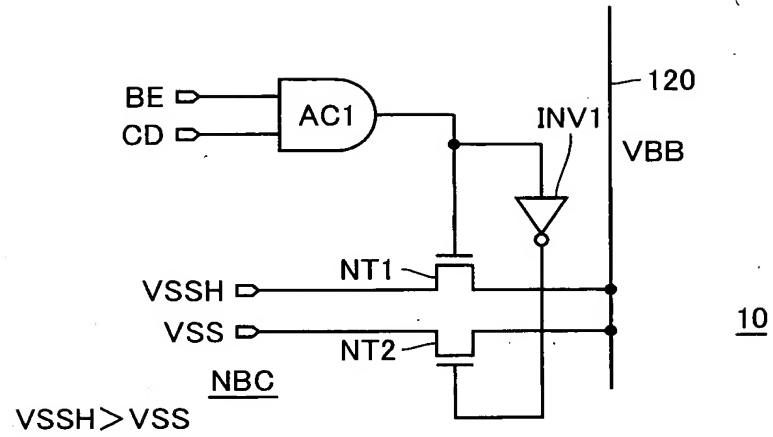 BE
CD
AC1
INV1
120
VBB
NT1
VSSH
VSS
NT2
10
NBC
VSSH＞VSS